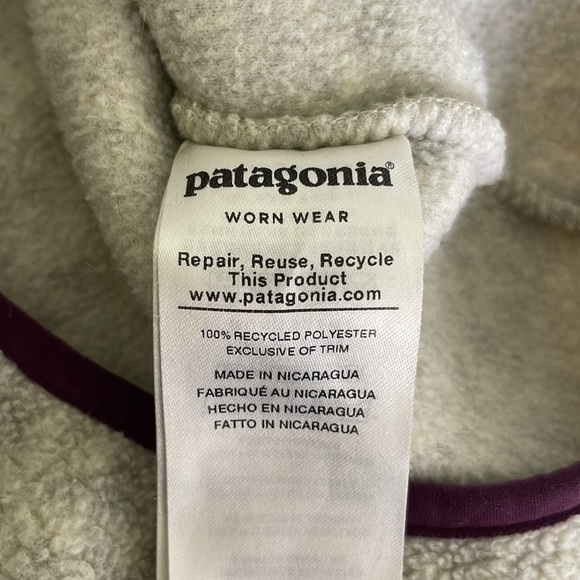 patagonia®
WORN WEAR
Repair, Reuse, Recycle
This Product
www.patagonia.com
100% RECYCLED POLYESTER
EXCLUSIVE OF TRIM
MADE IN NICARAGUA
FABRIQUÉ AU NICARAGUA
HECHO EN NICARAGUA
FATTO IN NICARAGUA